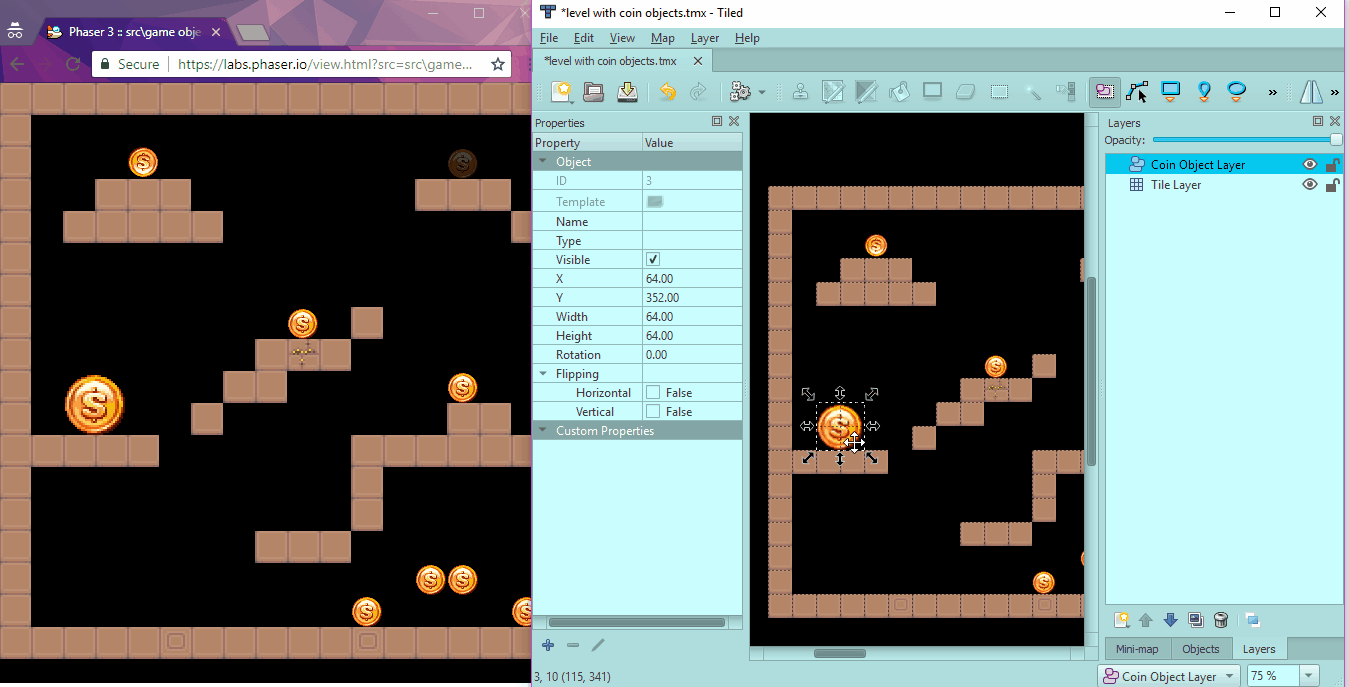 Phaser 3 :: src\game obje
Secure
https://labs.phaser.io/view.html?src=src\game...
*level with coin objects.tmx - Tiled
File Edit View Map Layer Help
*level with coin objects.tmx
Properties
Property Value
Object
ID 3
Template
Name
Type
Visible
X 64.00
Y 352.00
Width 64.00
Height 64.00
Rotation 0.00
Flipping
Horizontal False
Vertical False
Custom Properties
3, 10 (115, 341)
Layers
Opacity:
Coin Object Layer
Tile Layer
Mini-map Objects Layers
Coin Object Layer 75 %